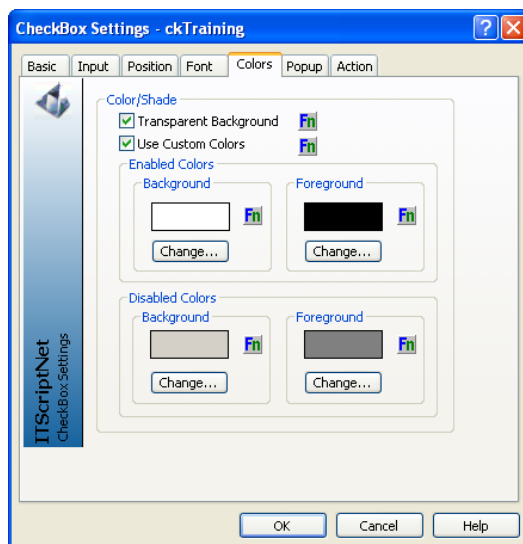 CheckBox Settings - ckTraining
Basic Input Position Font Colors Popup Action
Color/Shade
Transparent Background Fn
Use Custom Colors Fn
Enabled Colors
Background Foreground
Fn Fn
Change... Change...
Disabled Colors
Background Foreground
Fn Fn
Change... Change...
ITScriptNet
CheckBox Settings
OK Cancel Help